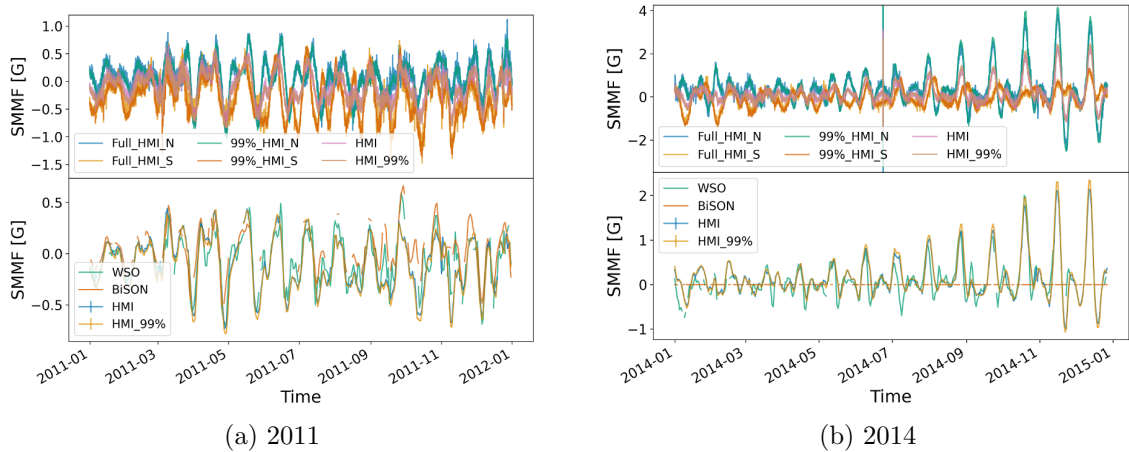 SMMF [G]
1.0
0.5
0.0
−0.5
−1.0
−1.5
Full_HMI_N 99%_HMI_N HMI
Full_HMI_S 99%_HMI_S HMI_99%
SMMF [G]
0.5
0.0
−0.5
WSO
BiSON
HMI
HMI_99%
2011-01 2011-03 2011-05 2011-07 2011-09 2011-11 2012-01
Time
(a) 2011
SMMF [G]
4
2
0
−2
Full_HMI_N 99%_HMI_N HMI
Full_HMI_S 99%_HMI_S HMI_99%
SMMF [G]
2
1
0
−1
WSO
BiSON
HMI
HMI_99%
2014-01 2014-03 2014-05 2014-07 2014-09 2014-11 2015-01
Time
(b) 2014